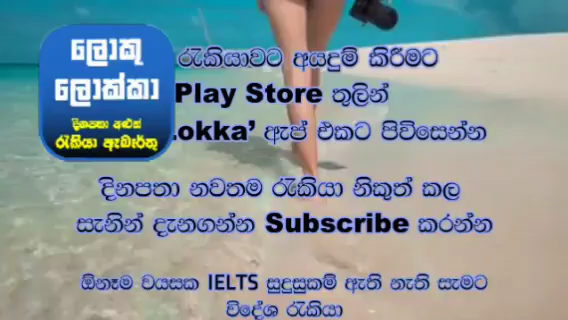 ලොකු
ලොක්කා
දිනපතා අළුත්
රැකියා ඇබෑර්තු
රැකියාවට අයදුම් කිරීමට
Play Store තුලින්
okka’ ඇප් එකට පිවිසෙන්න
දිනපතා නවතම රැකියා නිකුත් කල
සැනින් දැනගන්න Subscribe කරන්න
ඕනෑම වයසක IELTS සුදුසුකම් ඇති නැති සැමට
විදේශ රැකියා